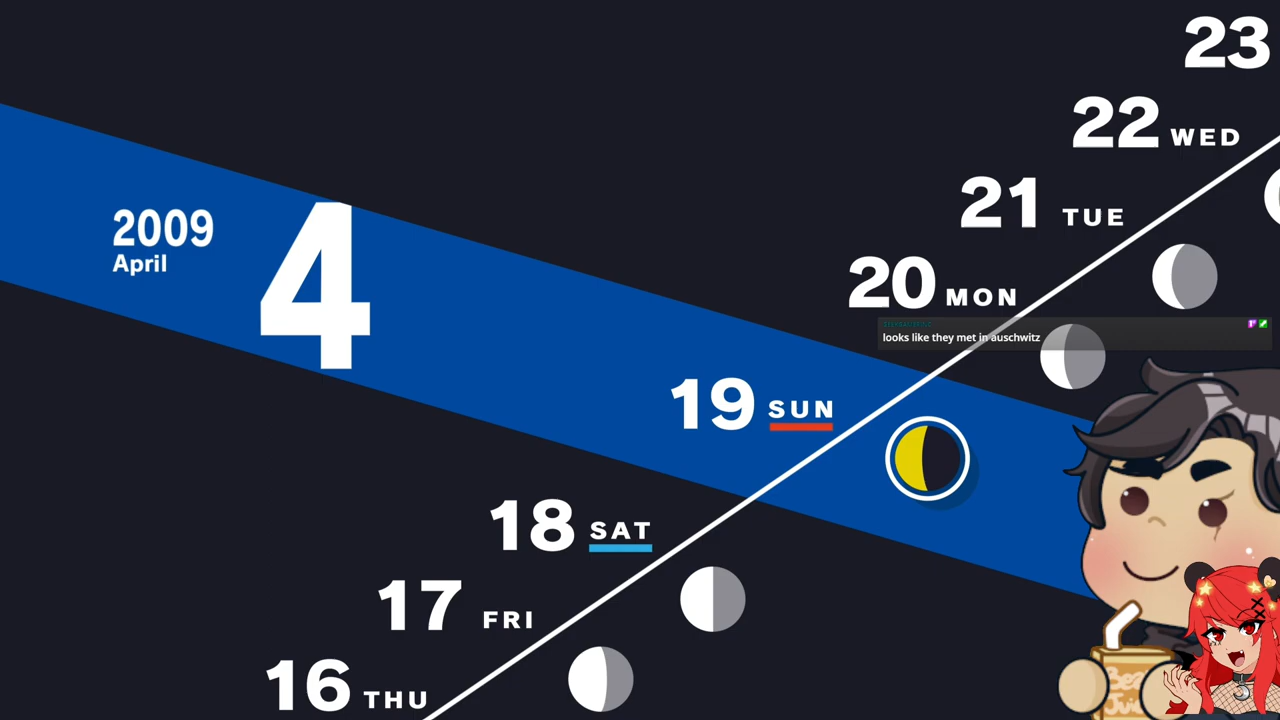 23
22 WED
21 TUE
20 MON
looks like they met in auschwitz
2009
April
4
19 SUN
18 SAT
17 FRI
16 THU